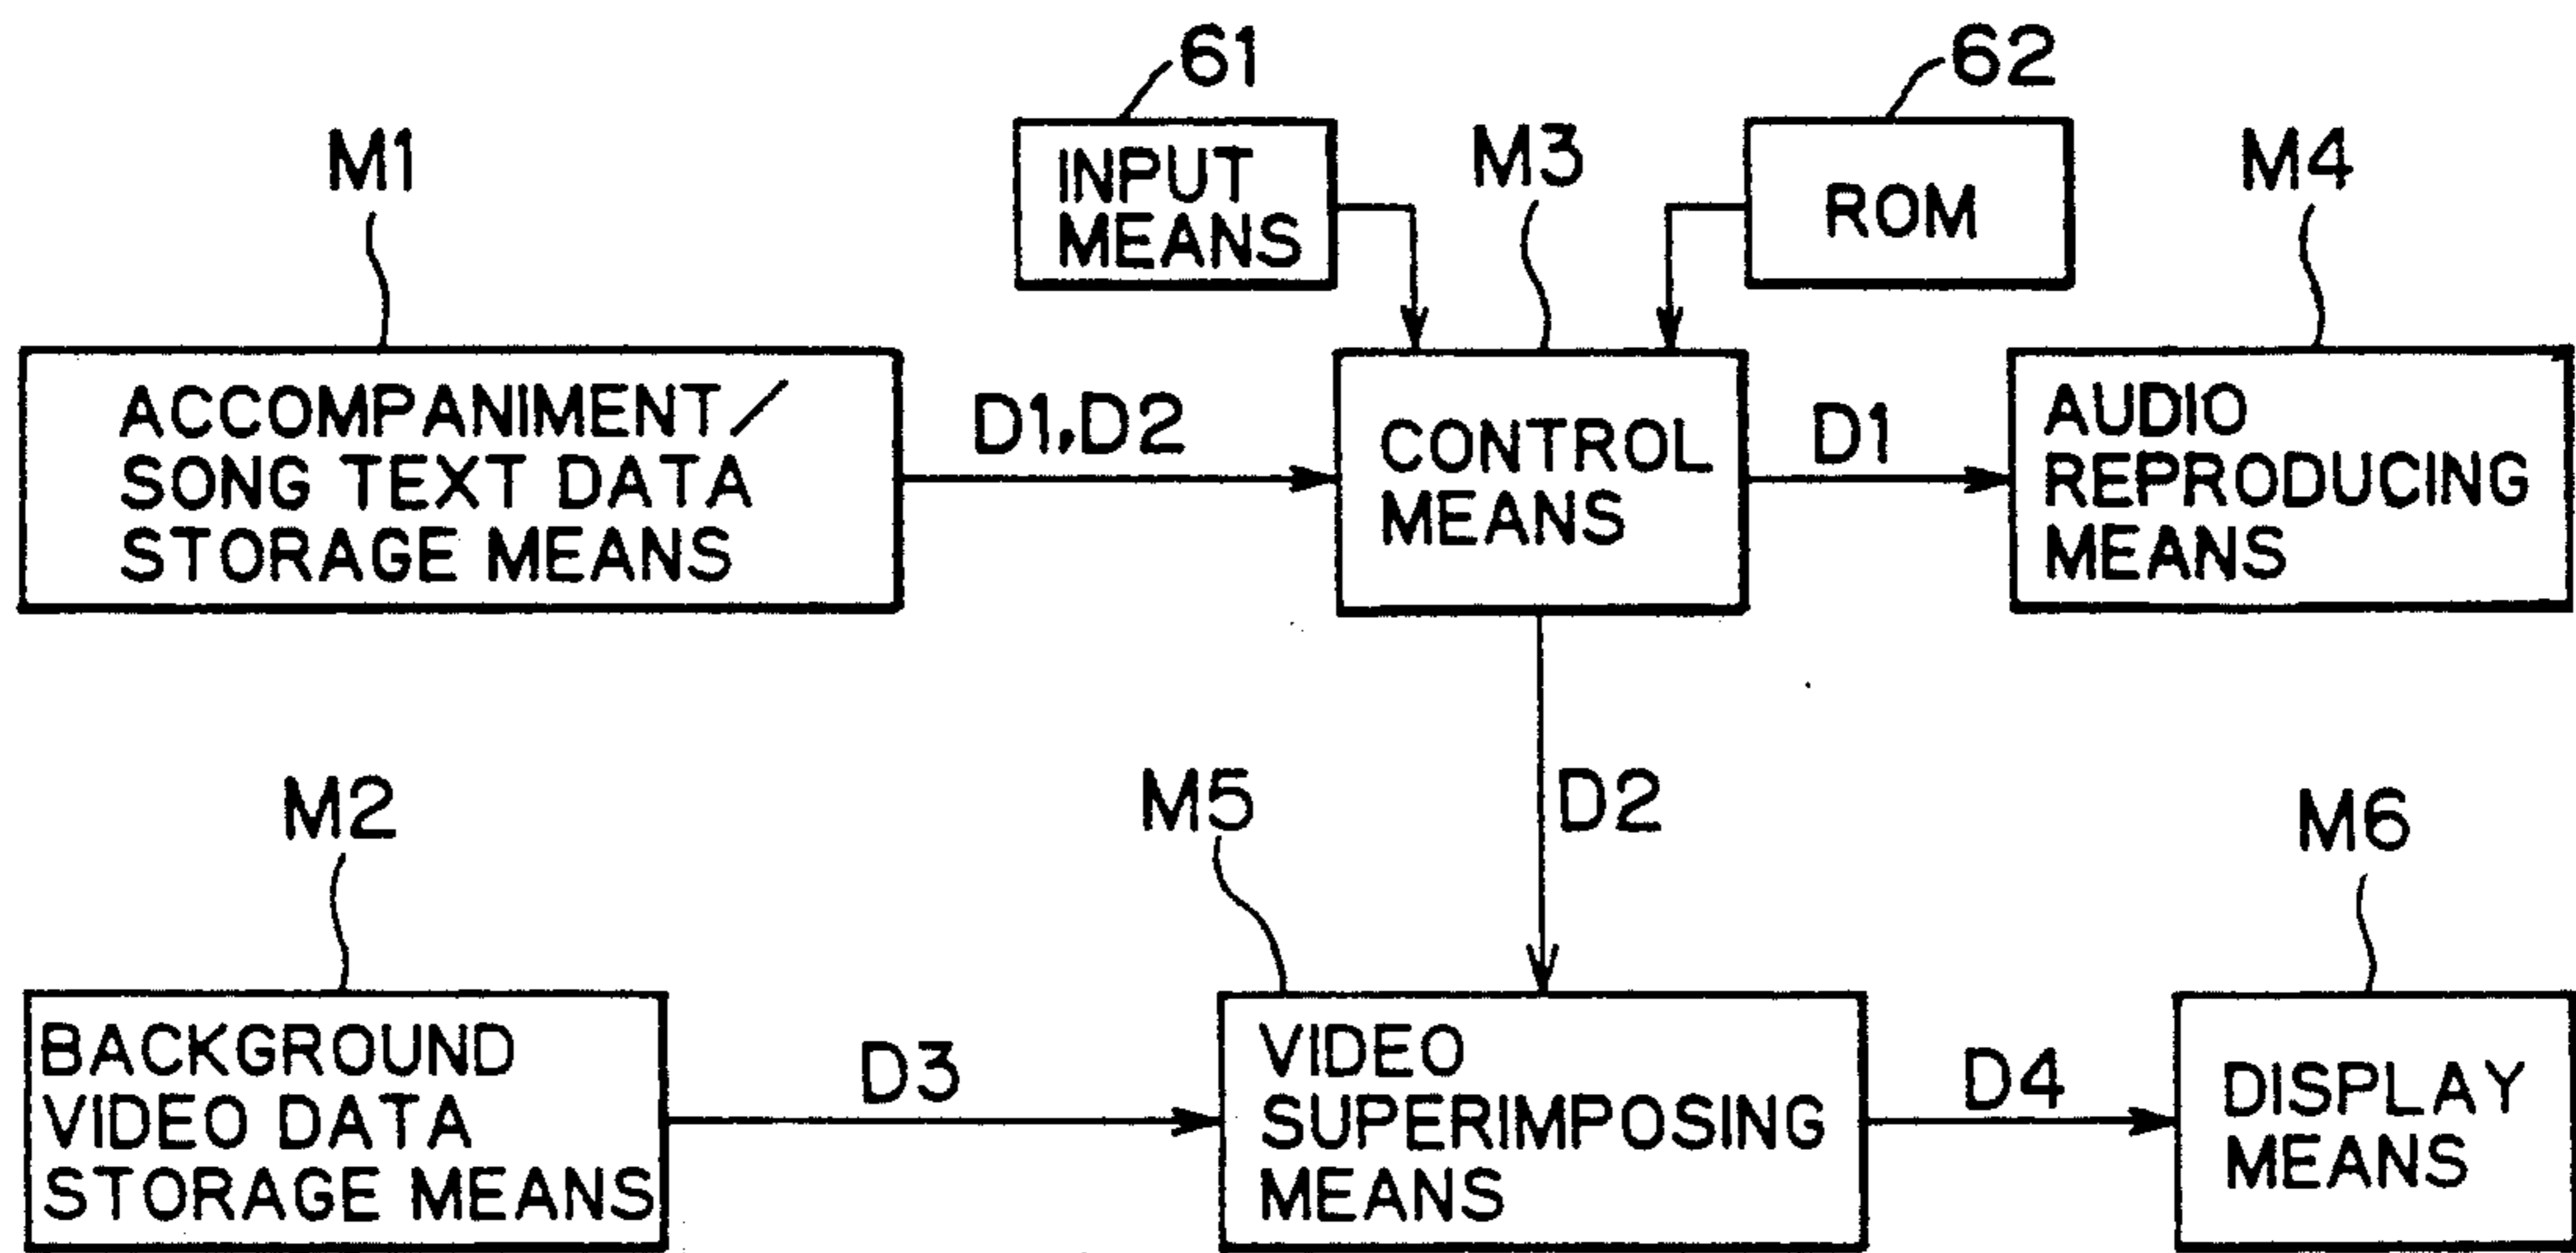 61
62
M1
INPUT
MEANS
M3
ROM
M4
ACCOMPANIMENT/
SONG TEXT DATA
STORAGE MEANS
D1,D2
CONTROL
MEANS
D1
AUDIO
REPRODUCING
MEANS
M2
M5
D2
M6
BACKGROUND
VIDEO DATA
STORAGE MEANS
D3
VIDEO
SUPERIMPOSING
MEANS
D4
DISPLAY
MEANS